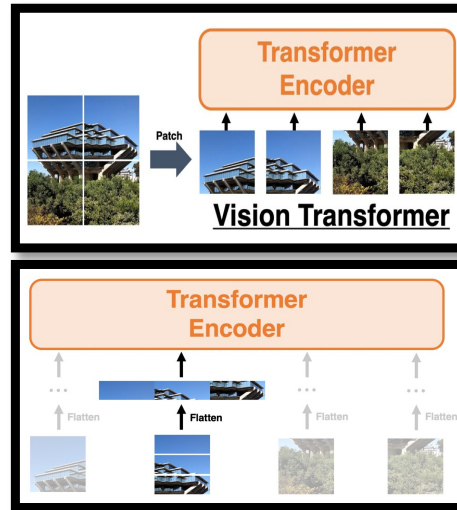 Transformer
Encoder
Patch
Vision Transformer
Transformer
Encoder
... ... ...
Flatten Flatten Flatten Flatten